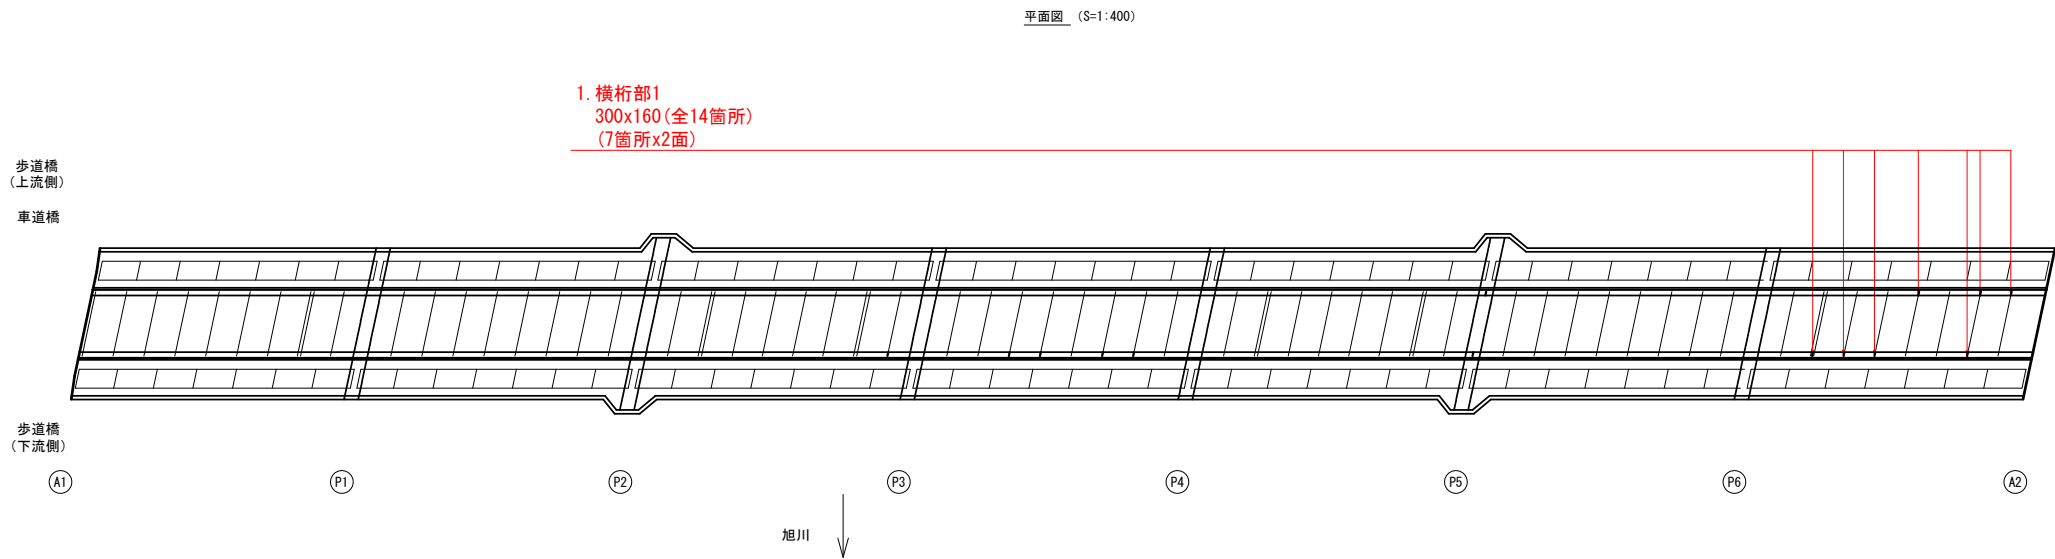 平面図 (S=1:400)
1.横桁部1
300x160(全14箇所)
(7箇所x2面)
歩道橋
(上流側)
車道橋
歩道橋
(下流側)
A1 P1 P2 P3 P4 P5 P6 A2
旭川